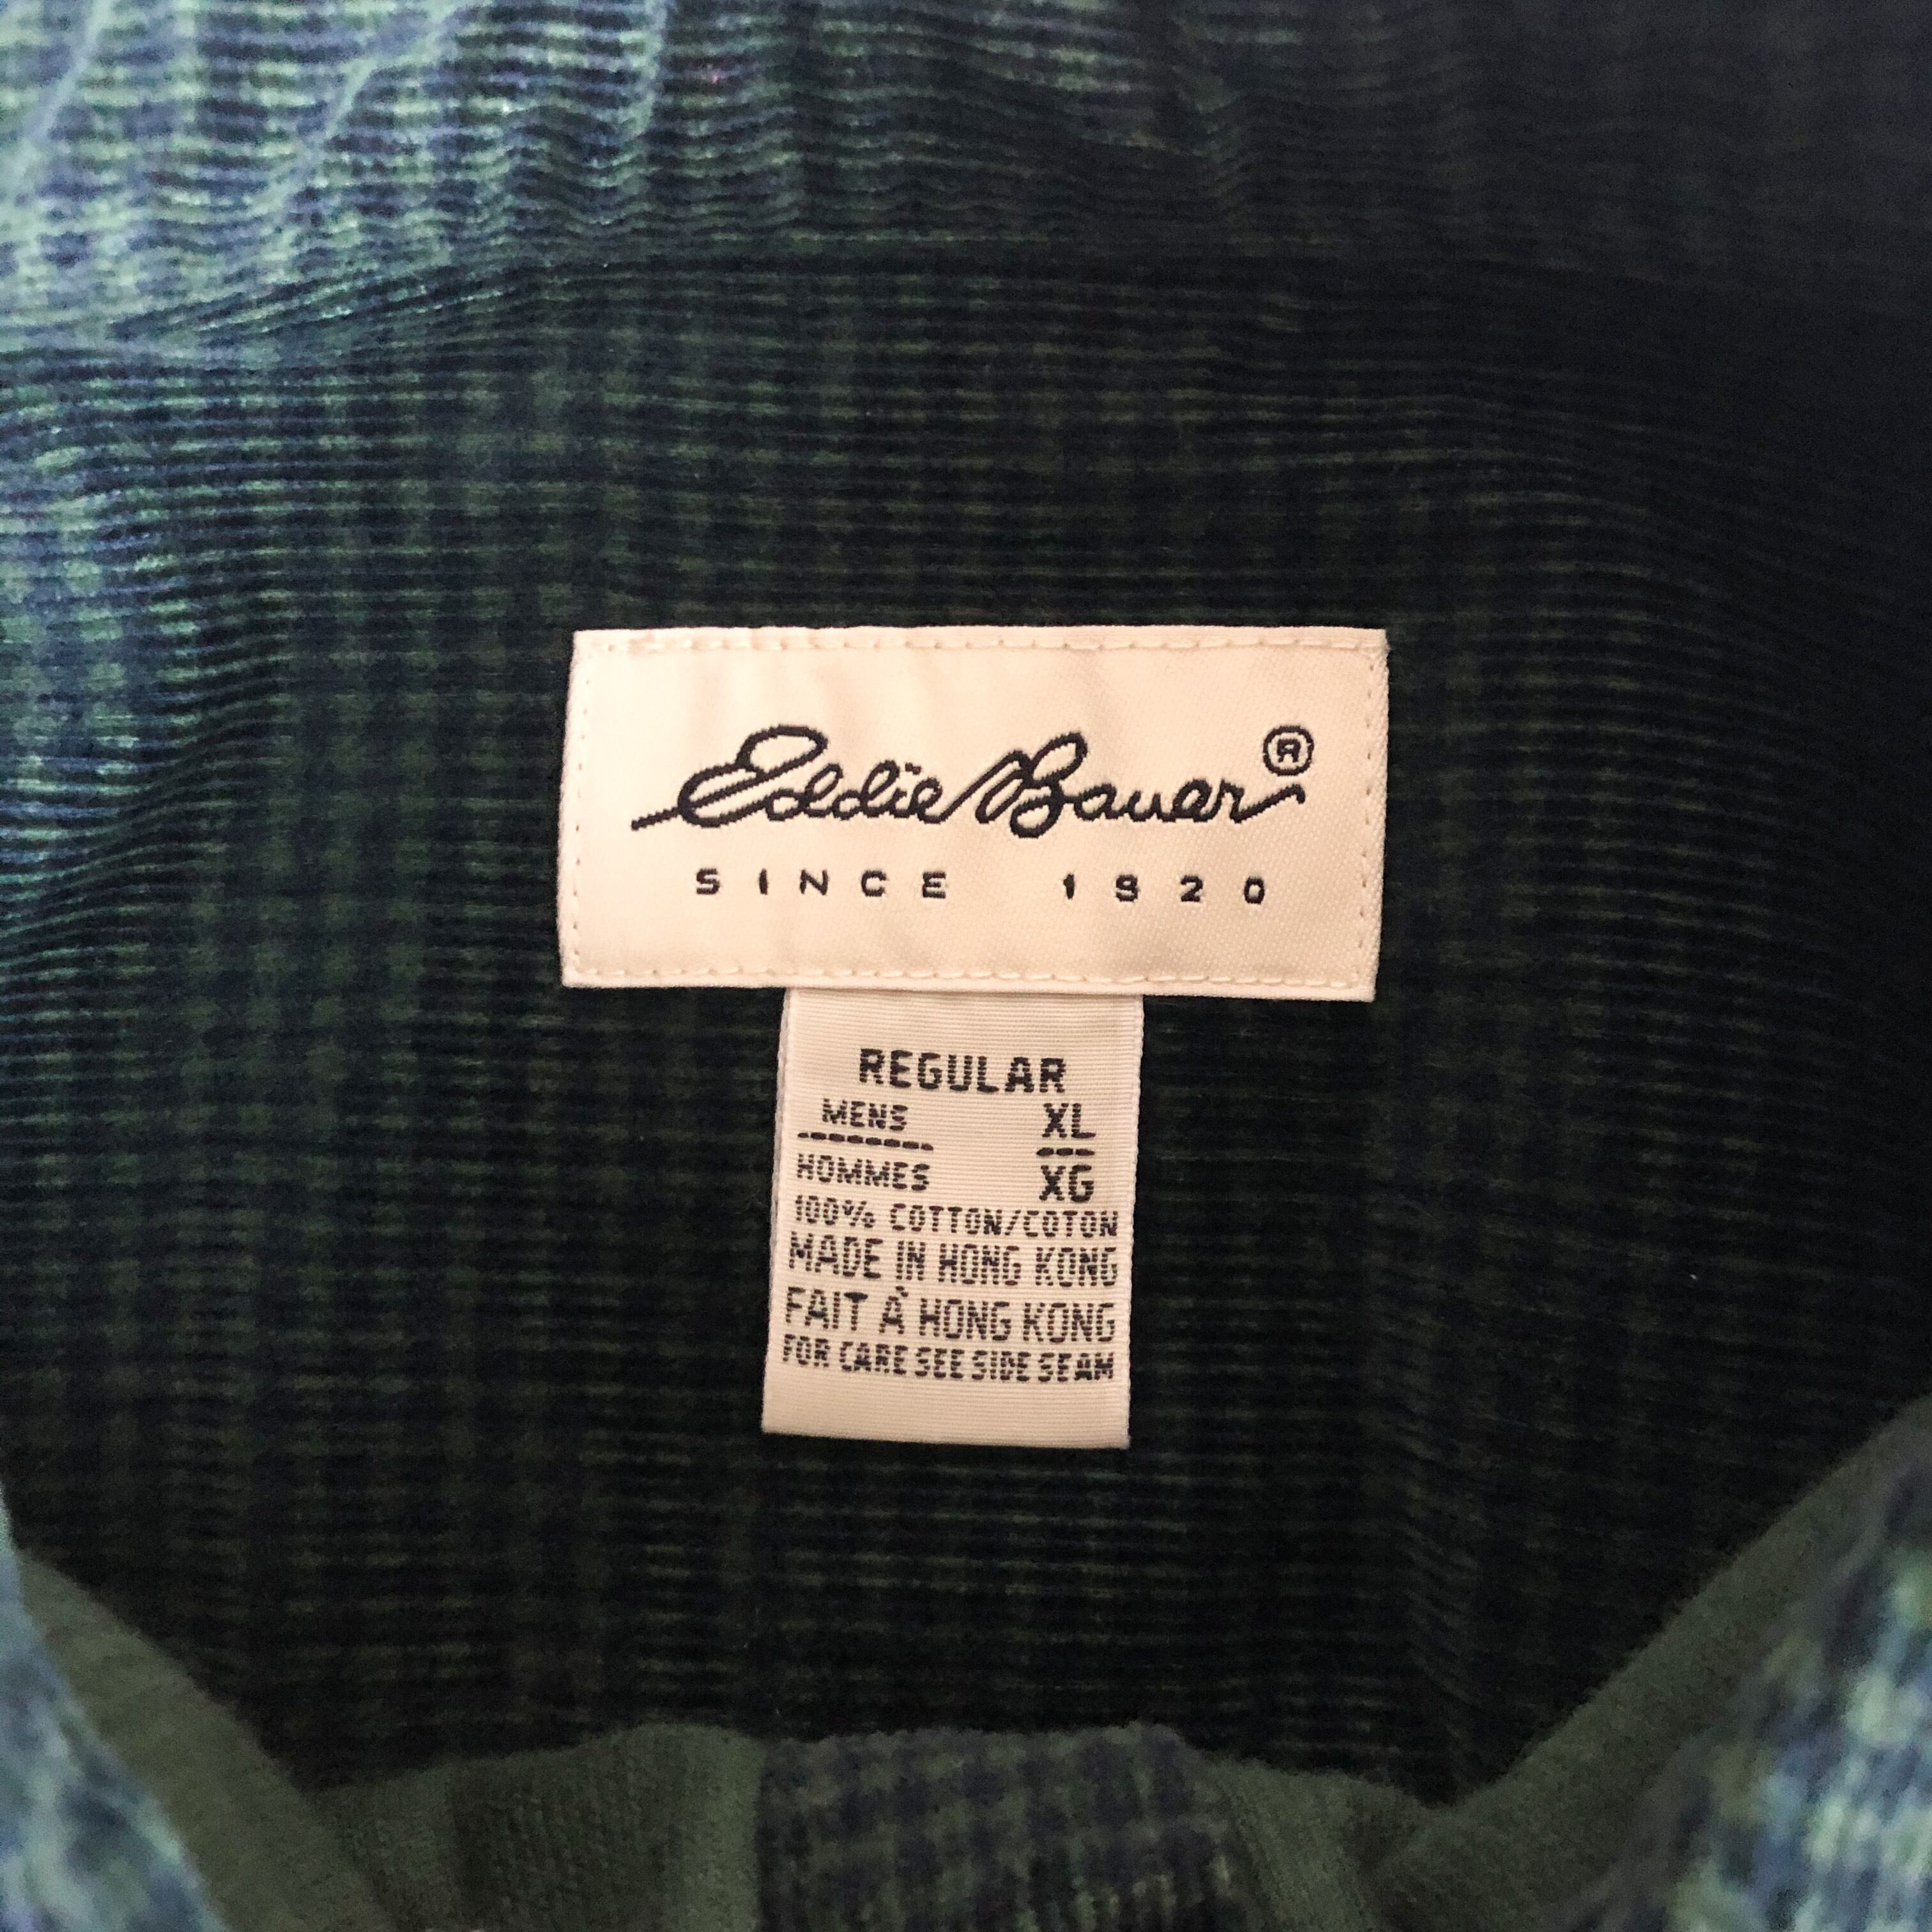 Eddie Bauer®
SINCE 1920
REGULAR
MENS XL
HOMMES XG
100% COTTON/COTON
MADE IN HONG KONG
FAIT À HONG KONG
FOR CARE SEE SIDE SEAM